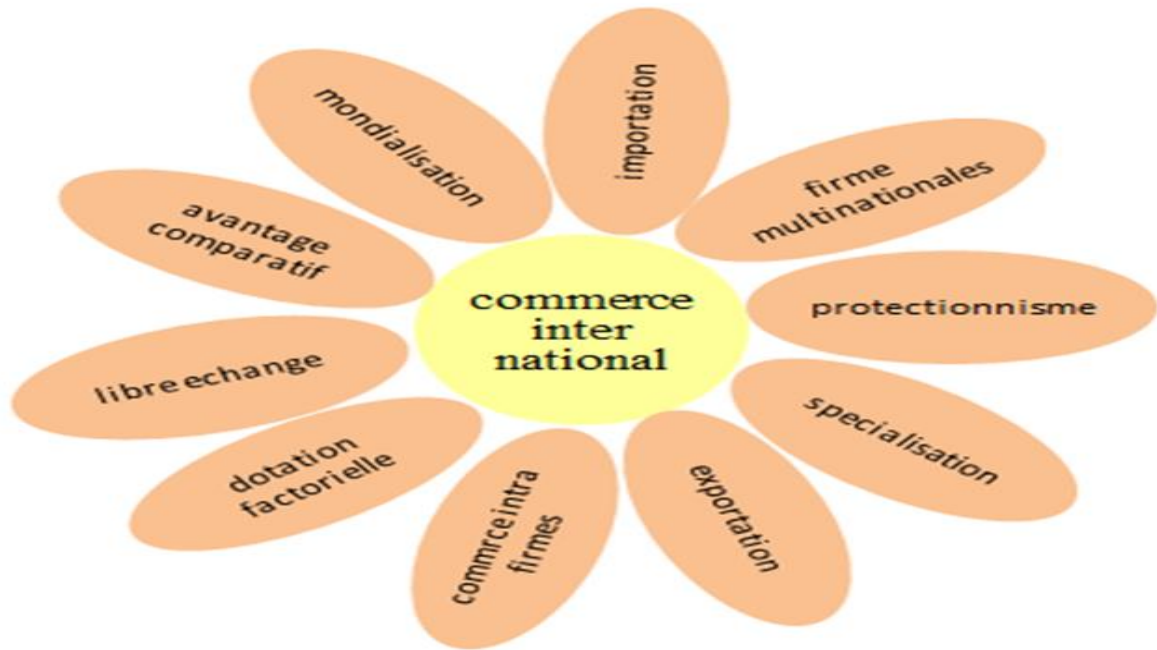 importation
mondialisation
firme
multinationales
avantage
comparatif
commerce
inter
national
protectionnisme
libre echange
specialisation
dotation
factorielle
commrce intra
firmes
exportation